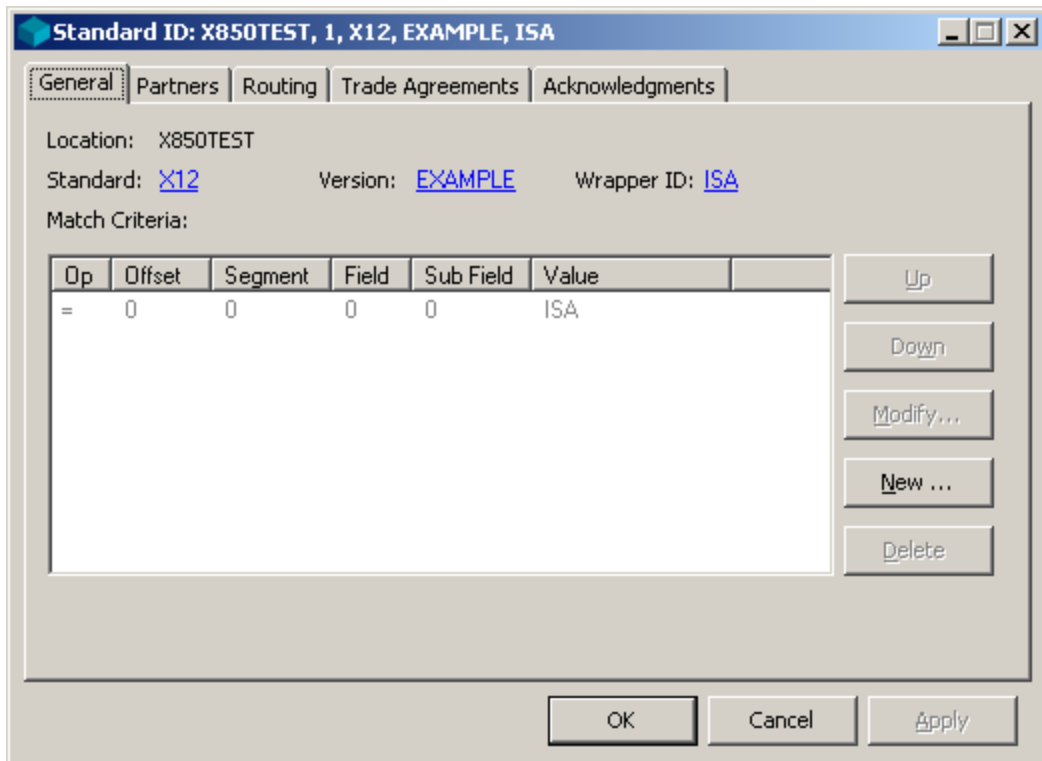 Standard ID: X850TEST, 1, X12, EXAMPLE, ISA
General Partners Routing Trade Agreements Acknowledgments
Location: X850TEST
Standard: X12 Version: EXAMPLE Wrapper ID: ISA
Match Criteria:
Op Offset Segment Field Sub Field Value
= 0 0 0 0 ISA
Up
Down
Modify...
New ...
Delete
OK Cancel Apply